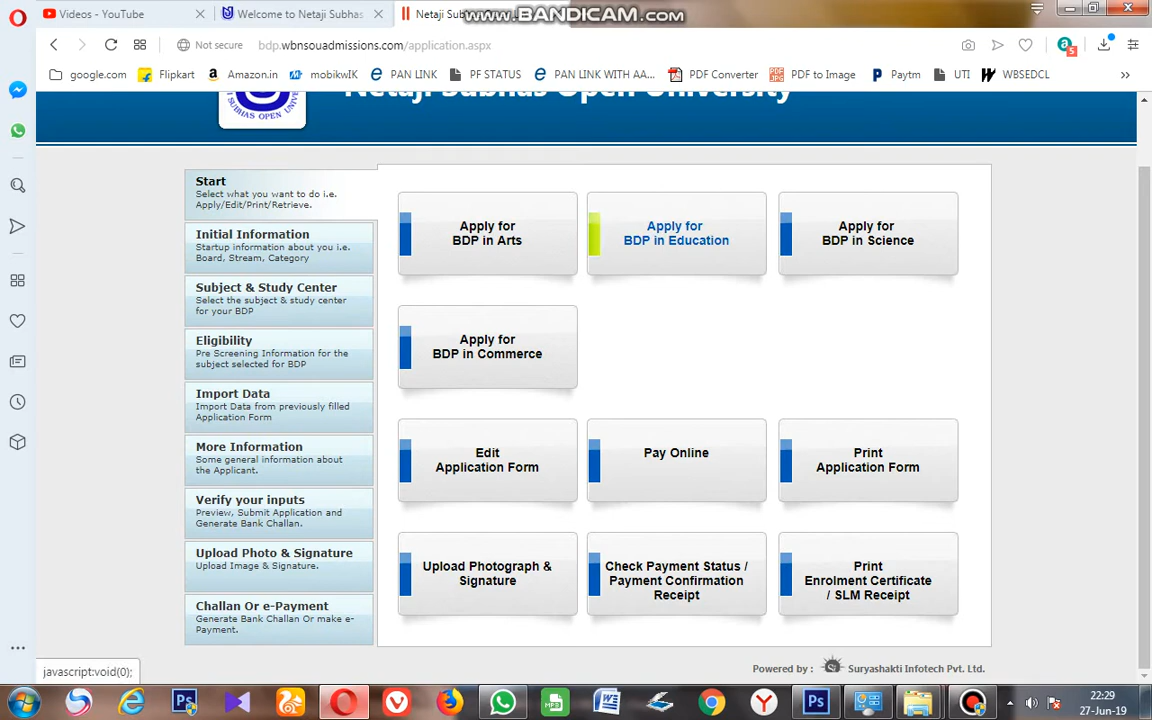 Videos - YouTube
Welcome to Netaji Subhas
Netaji Su
www.BANDICAM.com
Not secure
bdp.wbnsouadmissions.com/application.aspx
google.com
Flipkart
Amazon.in
mobikwIK
PAN LINK
PF STATUS
PAN LINK WITH AA...
PDF Converter
PDF to Image
Paytm
UTI
WBSEDCL
Netaji Subhas Open University
SUBHAS OPEN UNIV
Start
Select what you want to do i.e.
Apply/Edit/Print/Retrieve.
Initial Information
Startup information about you i.e.
Board, Stream, Category
Subject & Study Center
Select the subject & study center
for your BDP
Eligibility
Pre Screening Information for the
subject selected for BDP
Import Data
Import Data from previously filled
Application Form
More Information
Some general information about
the Applicant.
Verify your inputs
Preview, Submit Application and
Generate Bank Challan.
Upload Photo & Signature
Upload Image & Signature.
Challan Or e-Payment
Generate Bank Challan Or make e-
Payment.
Apply for
BDP in Arts
Apply for
BDP in Education
Apply for
BDP in Science
Apply for
BDP in Commerce
Edit
Application Form
Pay Online
Print
Application Form
Upload Photograph &
Signature
Check Payment Status /
Payment Confirmation
Receipt
Print
Enrolment Certificate
/ SLM Receipt
javascript:void(0);
Powered by :
Suryashakti Infotech Pvt. Ltd.
22:29
27-Jun-19